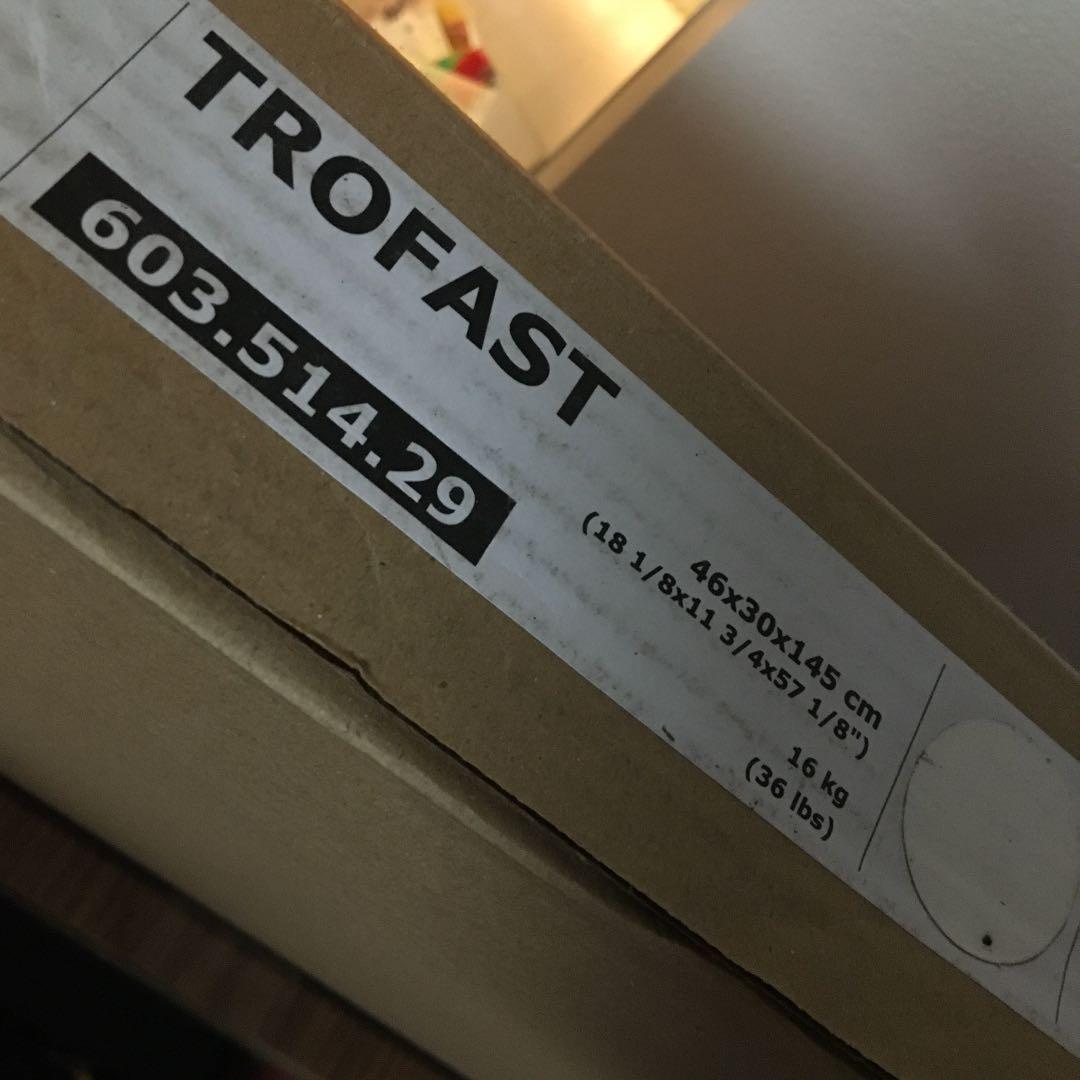 TROFAST
603.514.29
46x30x145 cm
(18 1/8x11 3/4x57 1/8")
16 kg
(36 lbs)